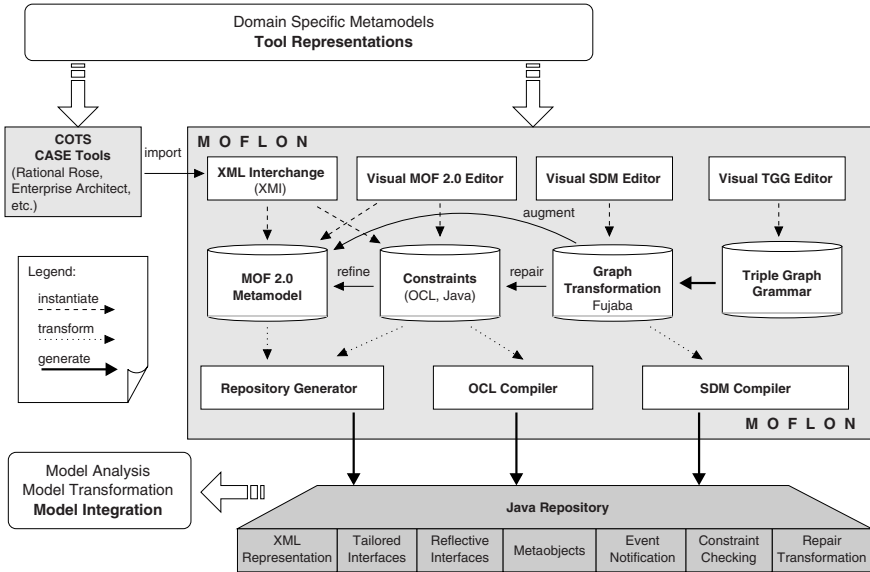 Domain Specific Metamodels
Tool Representations
COTS
CASE Tools
(Rational Rose,
Enterprise Architect,
etc.)
import
M O F L O N
XML Interchange
(XMI)
Visual MOF 2.0 Editor
Visual SDM Editor
Visual TGG Editor
augment
MOF 2.0
Metamodel
refine
Constraints
(OCL, Java)
repair
Graph
Transformation
Fujaba
Triple Graph
Grammar
Legend:
instantiate
transform
generate
Repository Generator
OCL Compiler
SDM Compiler
M O F L O N
Model Analysis
Model Transformation
Model Integration
Java Repository
XML
Representation
Tailored
Interfaces
Reflective
Interfaces
Metaobjects
Event
Notification
Constraint
Checking
Repair
Transformation